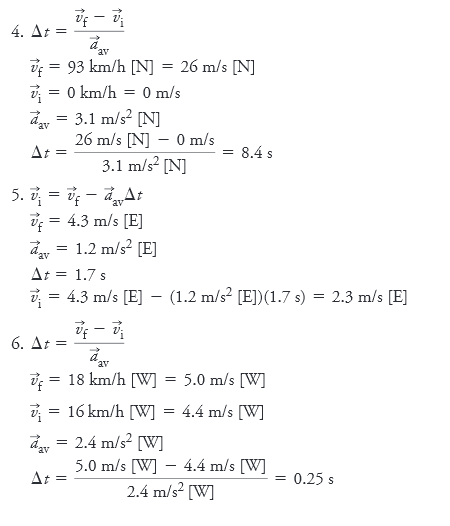 4. Δt = (v⃗f − v⃗i) / a⃗av
v⃗f = 93 km/h [N] = 26 m/s [N]
v⃗i = 0 km/h = 0 m/s
a⃗av = 3.1 m/s² [N]
Δt = (26 m/s [N] − 0 m/s) / (3.1 m/s² [N]) = 8.4 s
5. v⃗i = v⃗f − a⃗avΔt
v⃗f = 4.3 m/s [E]
a⃗av = 1.2 m/s² [E]
Δt = 1.7 s
v⃗i = 4.3 m/s [E] − (1.2 m/s² [E])(1.7 s) = 2.3 m/s [E]
6. Δt = (v⃗f − v⃗i) / a⃗av
v⃗f = 18 km/h [W] = 5.0 m/s [W]
v⃗i = 16 km/h [W] = 4.4 m/s [W]
a⃗av = 2.4 m/s² [W]
Δt = (5.0 m/s [W] − 4.4 m/s [W]) / (2.4 m/s² [W]) = 0.25 s